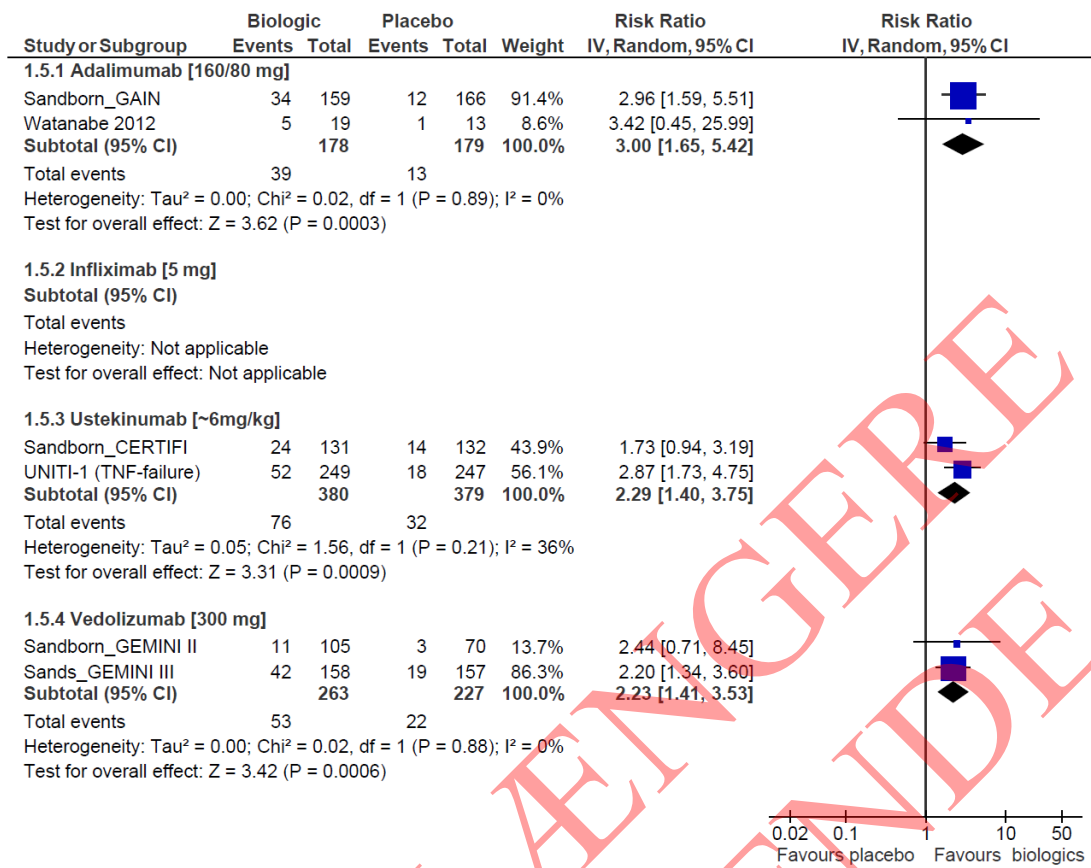 Biologic Placebo Risk Ratio Risk Ratio
Study or Subgroup Events Total Events Total Weight IV, Random, 95% CI IV, Random, 95% CI
1.5.1 Adalimumab [160/80 mg]
Sandborn_GAIN 34 159 12 166 91.4% 2.96 [1.59, 5.51]
Watanabe 2012 5 19 1 13 8.6% 3.42 [0.45, 25.99]
Subtotal (95% CI) 178 179 100.0% 3.00 [1.65, 5.42]
Total events 39 13
Heterogeneity: Tau² = 0.00; Chi² = 0.02, df = 1 (P = 0.89); I² = 0%
Test for overall effect: Z = 3.62 (P = 0.0003)
1.5.2 Infliximab [5 mg]
Subtotal (95% CI)
Total events
Heterogeneity: Not applicable
Test for overall effect: Not applicable
1.5.3 Ustekinumab [~6mg/kg]
Sandborn_CERTIFI 24 131 14 132 43.9% 1.73 [0.94, 3.19]
UNITI-1 (TNF-failure) 52 249 18 247 56.1% 2.87 [1.73, 4.75]
Subtotal (95% CI) 380 379 100.0% 2.29 [1.40, 3.75]
Total events 76 32
Heterogeneity: Tau² = 0.05; Chi² = 1.56, df = 1 (P = 0.21); I² = 36%
Test for overall effect: Z = 3.31 (P = 0.0009)
1.5.4 Vedolizumab [300 mg]
Sandborn_GEMINI II 11 105 3 70 13.7% 2.44 [0.71, 8.45]
Sands_GEMINI III 42 158 19 157 86.3% 2.20 [1.34, 3.60]
Subtotal (95% CI) 263 227 100.0% 2.23 [1.41, 3.53]
Total events 53 22
Heterogeneity: Tau² = 0.00; Chi² = 0.02, df = 1 (P = 0.88); I² = 0%
Test for overall effect: Z = 3.42 (P = 0.0006)
0.02 0.1 1 10 50
Favours placebo Favours biologics
ÆNGERE
ENDE